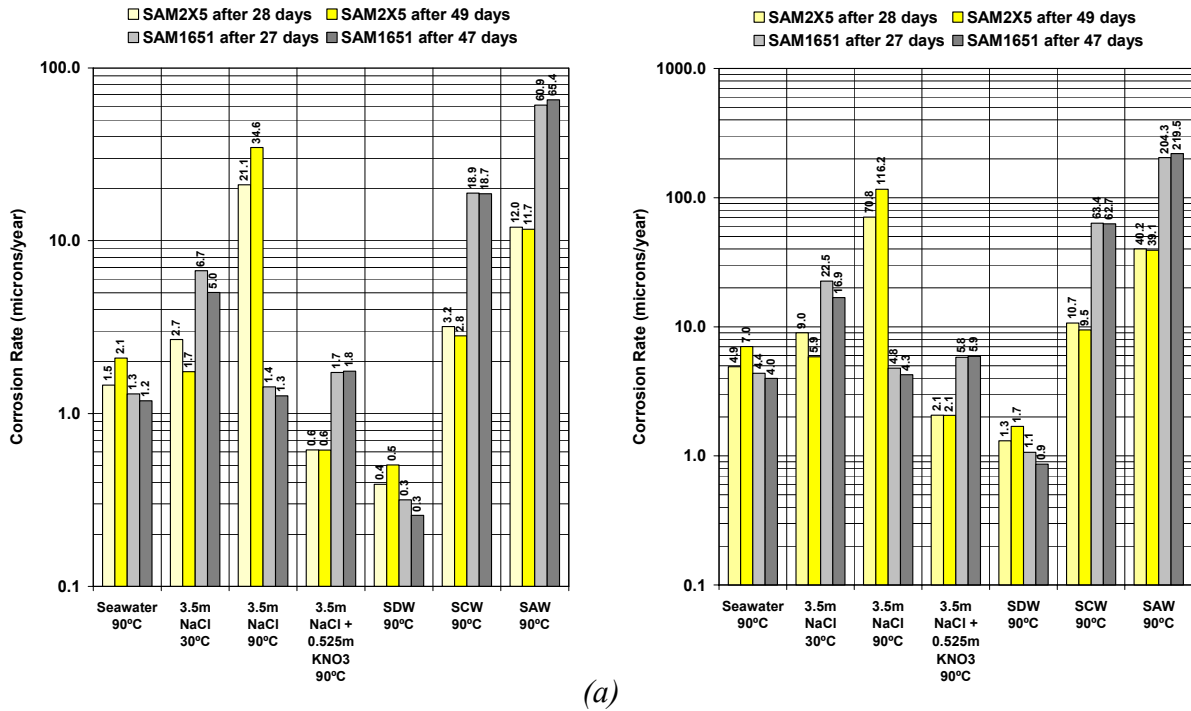 SAM2X5 after 28 days SAM2X5 after 49 days
SAM1651 after 27 days SAM1651 after 47 days
Corrosion Rate (microns/year)
100.0
10.0
1.0
0.1
1.5 2.1 1.3 1.2
2.7 1.7 6.7 5.0
21.1 34.6 1.4 1.3
0.6 0.6 1.7 1.8
0.4 0.5 0.3 0.3
3.2 2.8 18.9 18.7
12.0 11.7 60.9 65.4
Seawater
90ºC
3.5m
NaCl
30ºC
3.5m
NaCl
90ºC
3.5m
NaCl +
0.525m
KNO3
90ºC
SDW
90ºC
SCW
90ºC
SAW
90ºC
SAM2X5 after 28 days SAM2X5 after 49 days
SAM1651 after 27 days SAM1651 after 47 days
Corrosion Rate (microns/year)
1000.0
100.0
10.0
1.0
0.1
4.9 7.0 4.4 4.0
9.0 5.9 22.5 16.9
70.8 116.2 4.8 4.3
2.1 2.1 5.8 5.9
1.3 1.7 1.1 0.9
10.7 9.5 63.4 62.7
40.2 39.1 204.3 219.5
Seawater
90ºC
3.5m
NaCl
30ºC
3.5m
NaCl
90ºC
3.5m
NaCl +
0.525m
KNO3
90ºC
SDW
90ºC
SCW
90ºC
SAW
90ºC
(a)